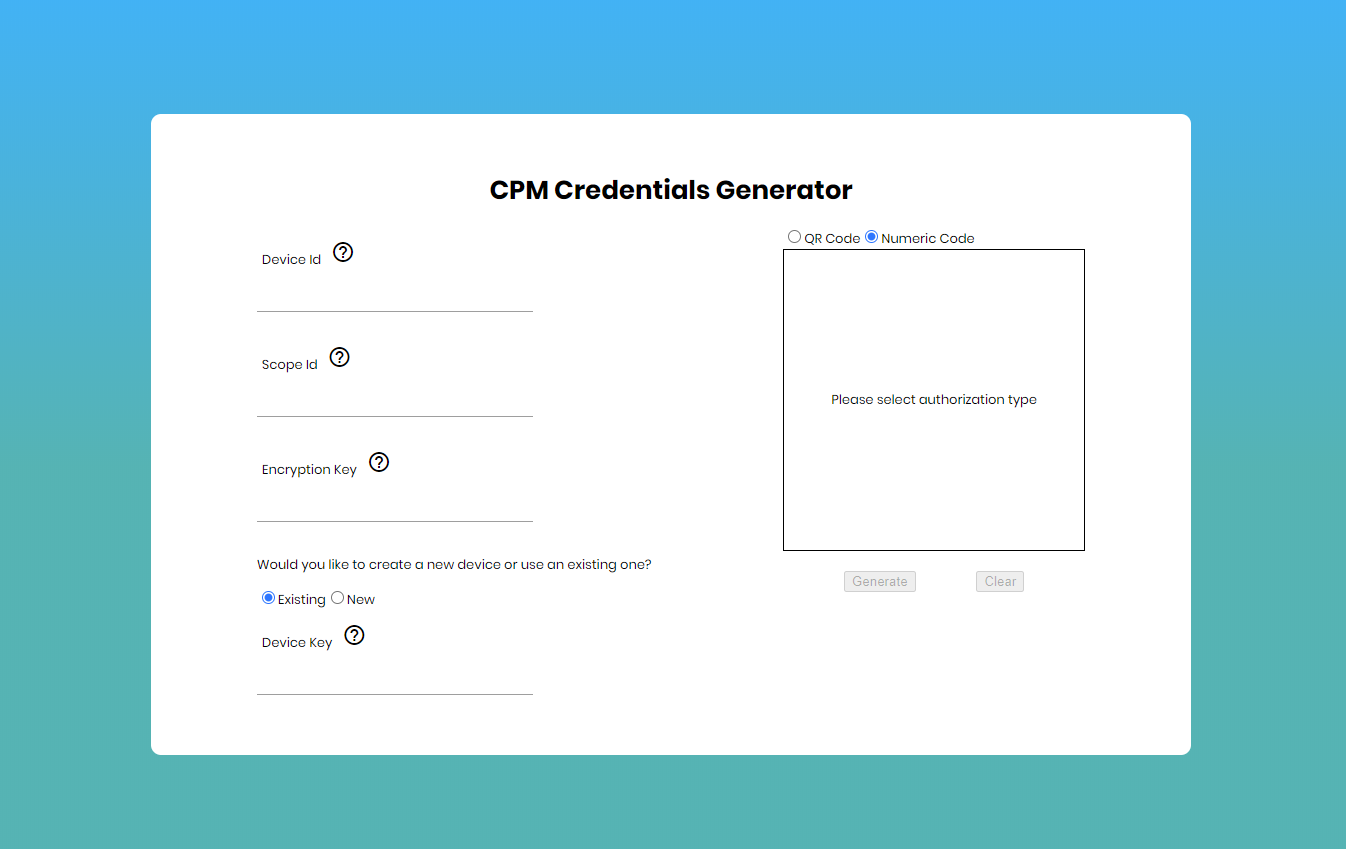 CPM Credentials Generator
Device Id
Scope Id
Encryption Key
Would you like to create a new device or use an existing one?
Existing New
Device Key
QR Code Numeric Code
Please select authorization type
Generate Clear